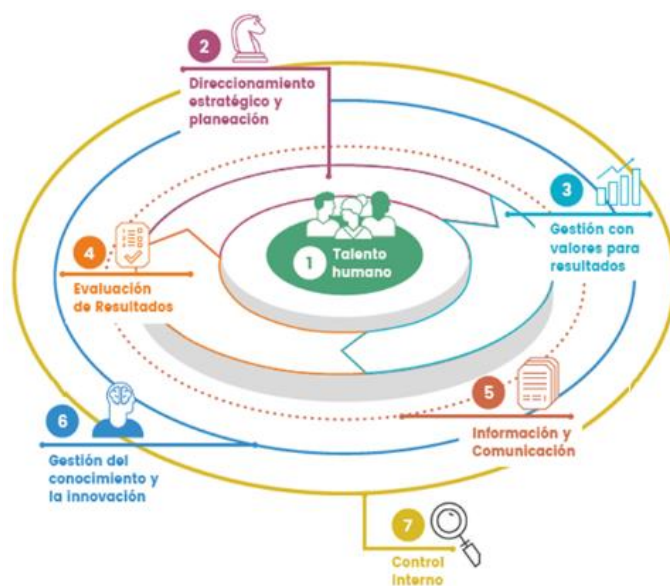 2
Direccionamiento
estratégico y
planeación
3
Gestión con
valores para
resultados
1
Talento
humano
4
Evaluación
de Resultados
5
Información y
Comunicación
6
Gestión del
conocimiento y
la innovación
7
Control
Interno